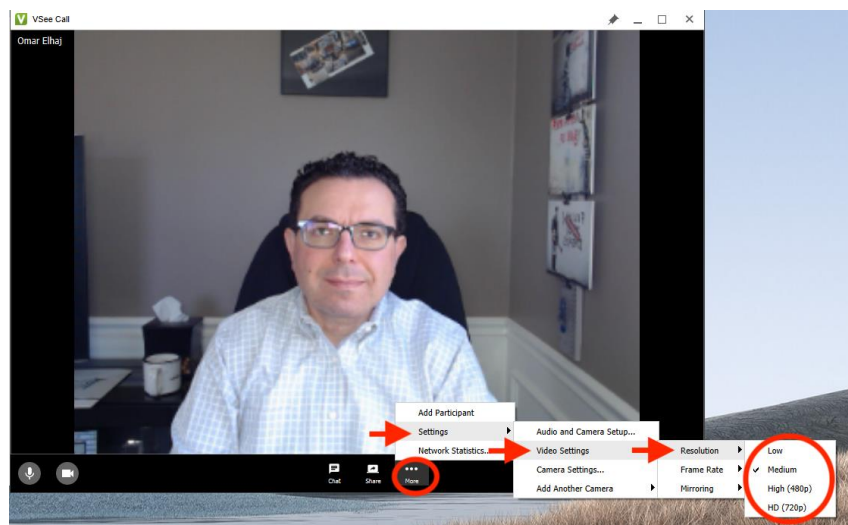 VSee Call
Omar Elhaj
Add Participant
Settings
Network Statistics...
Audio and Camera Setup...
Video Settings
Camera Settings...
Add Another Camera
Resolution
Frame Rate
Mirroring
Low
Medium
High (480p)
HD (720p)
Chat
Share
More